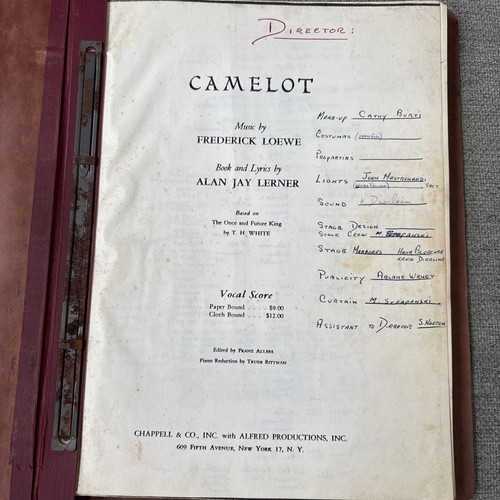 DIRECTOR:
CAMELOT
Music by
FREDERICK LOEWE
Book and Lyrics by
ALAN JAY LERNER
Based on
The Once and Future King
by T. H. WHITE
Vocal Score
Paper Bound . . . . $9.00
Cloth Bound . . . . $12.00
Edited by FRANZ ALLERS
Piano Reduction by TRUDE RITTMAN
CHAPPELL & CO., INC. with ALFRED PRODUCTIONS, INC.
609 FIFTH AVENUE, NEW YORK 17, N. Y.
MAKE-UP CATHY
COSTUMES
PROPERTIES
LIGHTS JOHN
SOUND
STAGE DESIGN
STAGE CREW M.
STAGE MANAGERS
KEVIN
PUBLICITY ARLANE WENDT
CURTAIN M.
ASSISTANT TO DIRECTOR S. NORTON